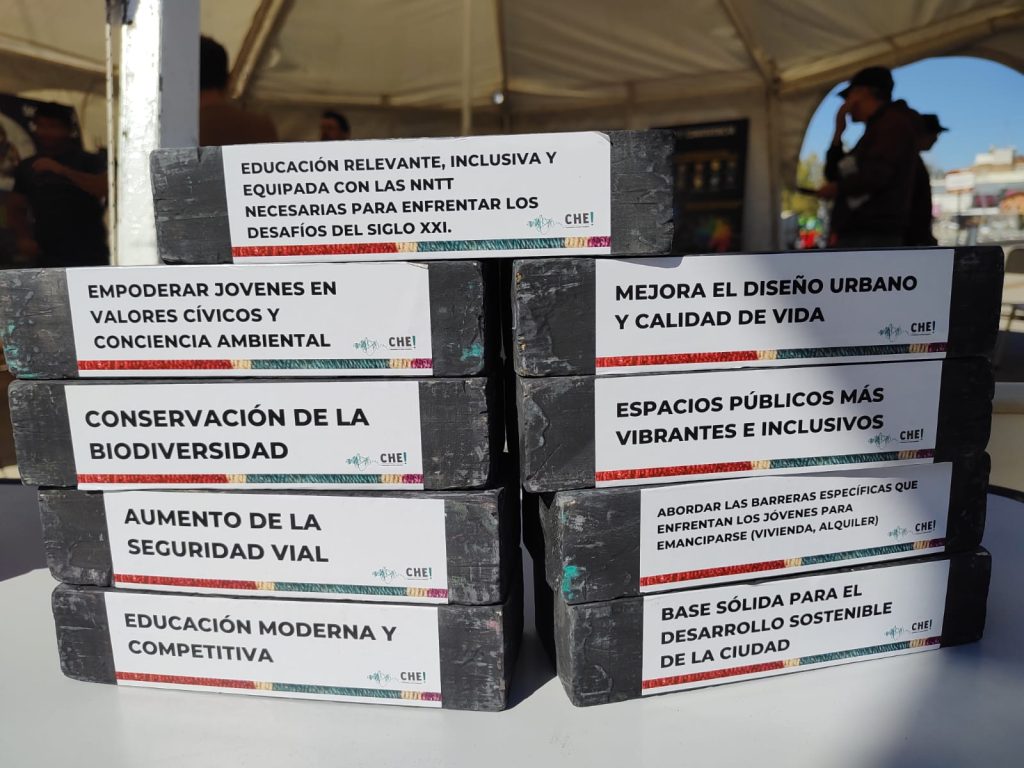 EDUCACIÓN RELEVANTE, INCLUSIVA Y
EQUIPADA CON LAS NNTT
NECESARIAS PARA ENFRENTAR LOS
DESAFÍOS DEL SIGLO XXI.
CHE!
EMPODERAR JOVENES EN
VALORES CÍVICOS Y
CONCIENCIA AMBIENTAL
CHE!
CONSERVACIÓN DE LA
BIODIVERSIDAD
CHE!
AUMENTO DE LA
SEGURIDAD VIAL
CHE!
EDUCACIÓN MODERNA Y
COMPETITIVA
CHE!
MEJORA EL DISEÑO URBANO
Y CALIDAD DE VIDA
CHE!
ESPACIOS PÚBLICOS MÁS
VIBRANTES E INCLUSIVOS
CHE!
ABORDAR LAS BARRERAS ESPECÍFICAS QUE
ENFRENTAN LOS JÓVENES PARA
EMANCIPARSE (VIVIENDA, ALQUILER)
CHE!
BASE SÓLIDA PARA EL
DESARROLLO SOSTENIBLE
DE LA CIUDAD
CHE!